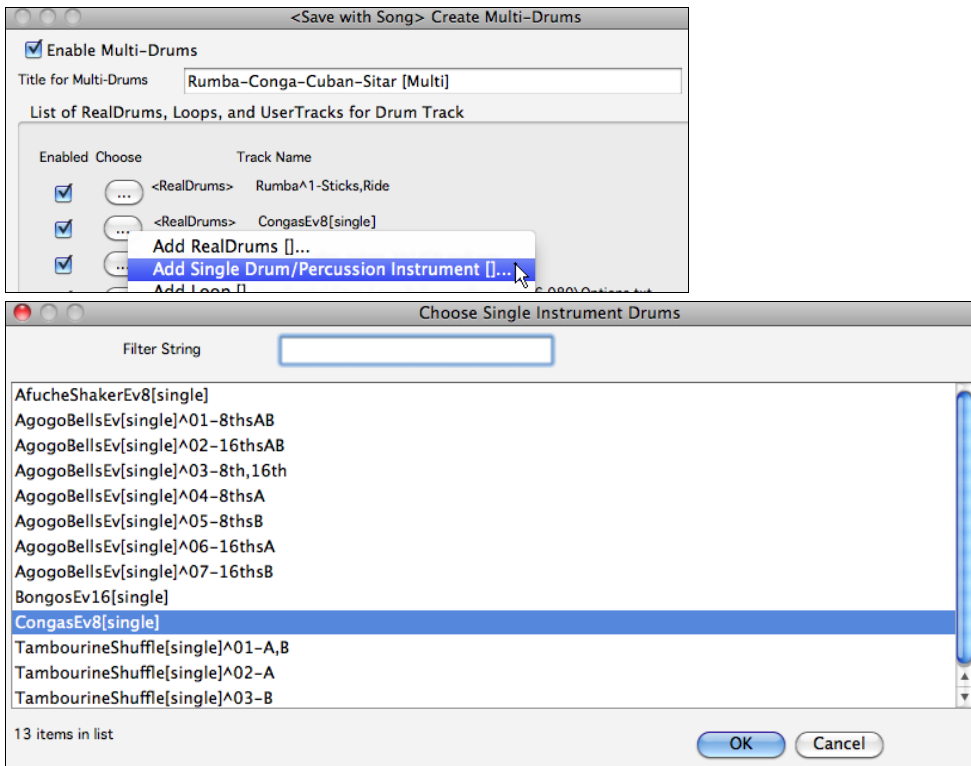 <Save with Song> Create Multi-Drums
Enable Multi-Drums
Title for Multi-Drums Rumba-Conga-Cuban-Sitar [Multi]
List of RealDrums, Loops, and UserTracks for Drum Track
Enabled Choose Track Name
... <RealDrums> Rumba^1-Sticks,Ride
... <RealDrums> CongasEv8[single]
Add RealDrums []...
Add Single Drum/Percussion Instrument []...
Add Loop []
Choose Single Instrument Drums
Filter String
AfucheShakerEv8[single]
AgogoBellsEv[single]^01-8thsAB
AgogoBellsEv[single]^02-16thsAB
AgogoBellsEv[single]^03-8th,16th
AgogoBellsEv[single]^04-8thsA
AgogoBellsEv[single]^05-8thsB
AgogoBellsEv[single]^06-16thsA
AgogoBellsEv[single]^07-16thsB
BongosEv16[single]
CongasEv8[single]
TambourineShuffle[single]^01-A,B
TambourineShuffle[single]^02-A
TambourineShuffle[single]^03-B
13 items in list
OK Cancel